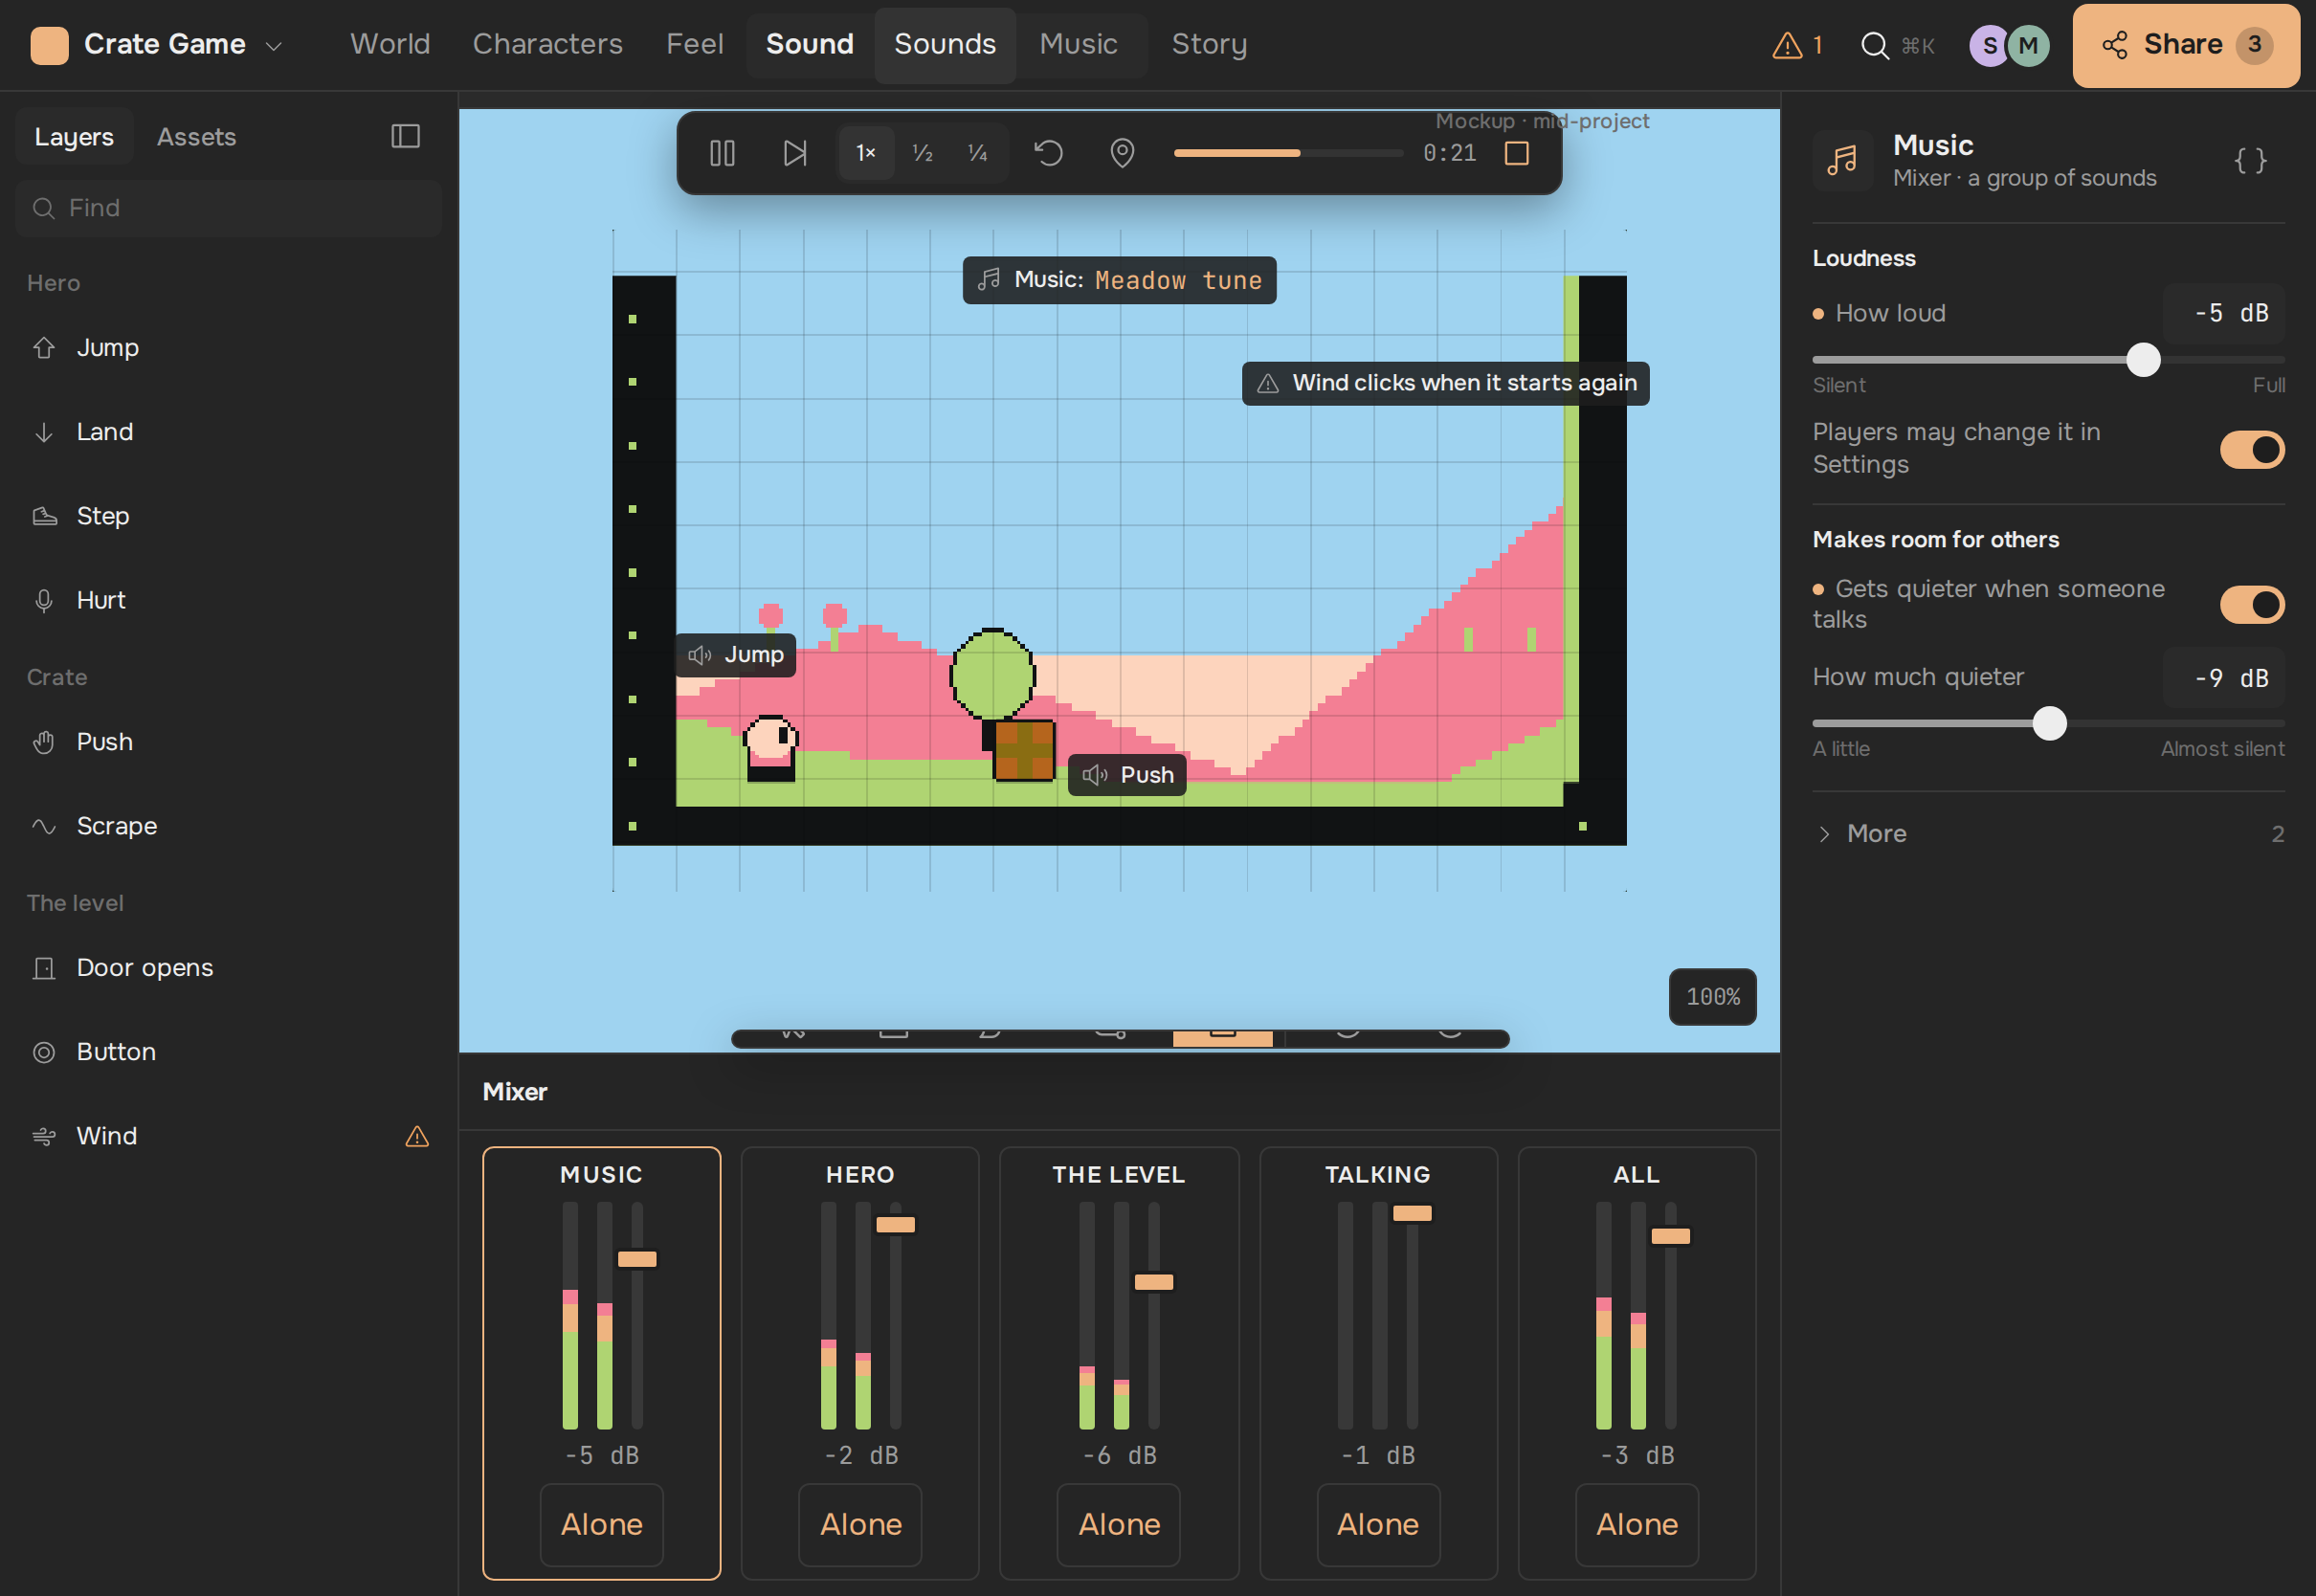 Crate Game World Characters Feel Sound Sounds Music Story 1 ⌘K S M Share 3
Layers Assets
Find
Hero
Jump
Land
Step
Hurt
Crate
Push
Scrape
The level
Door opens
Button
Wind
Mockup · mid-project
1× ½ ¼ 0:21
Music: Meadow tune
Wind clicks when it starts again
Jump
Push
100%
Mixer
MUSIC
-5 dB
Alone
HERO
-2 dB
Alone
THE LEVEL
-6 dB
Alone
TALKING
-1 dB
Alone
ALL
-3 dB
Alone
Music
Mixer · a group of sounds
Loudness
How loud -5 dB
Silent Full
Players may change it in
Settings
Makes room for others
Gets quieter when someone
talks
How much quieter -9 dB
A little Almost silent
More 2